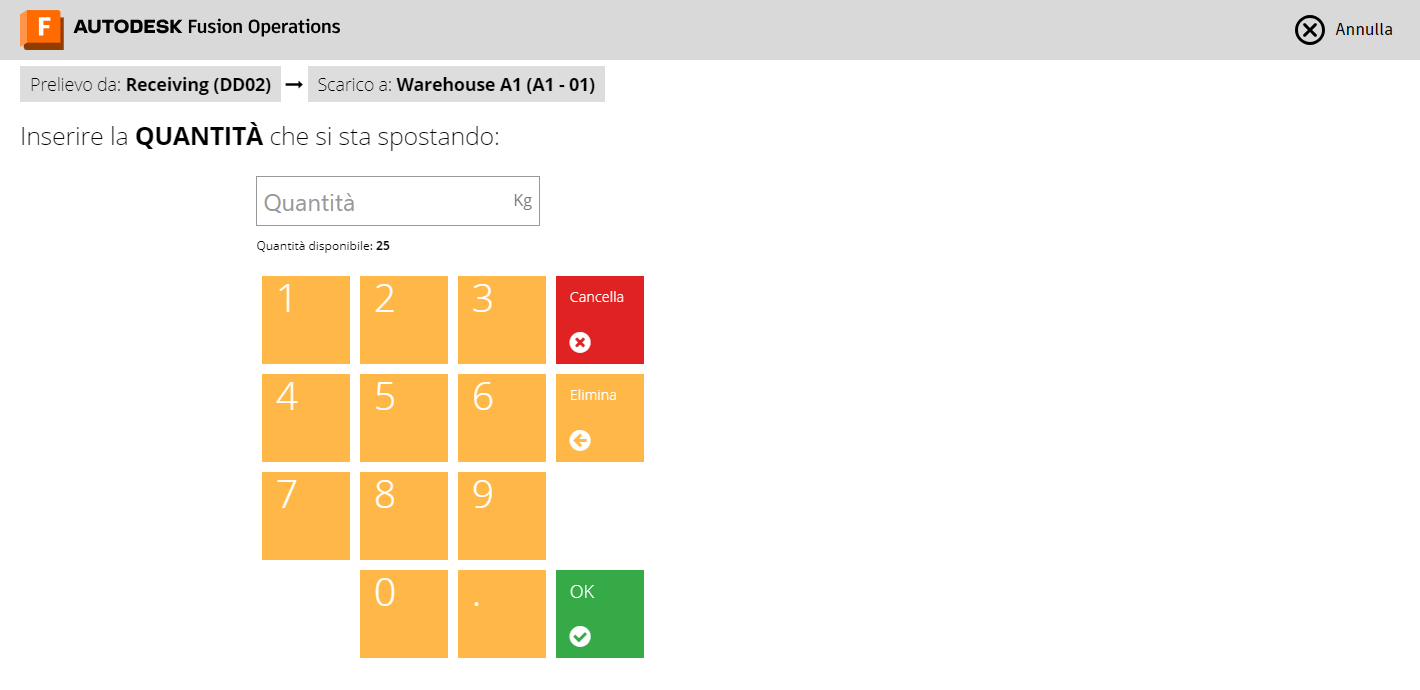 F AUTODESK Fusion Operations Annulla
Prelievo da: Receiving (DD02) → Scarico a: Warehouse A1 (A1 - 01)
Inserire la QUANTITÀ che si sta spostando:
Quantità Kg
Quantità disponibile: 25
1 2 3 Cancella
4 5 6 Elimina
7 8 9
0 . OK